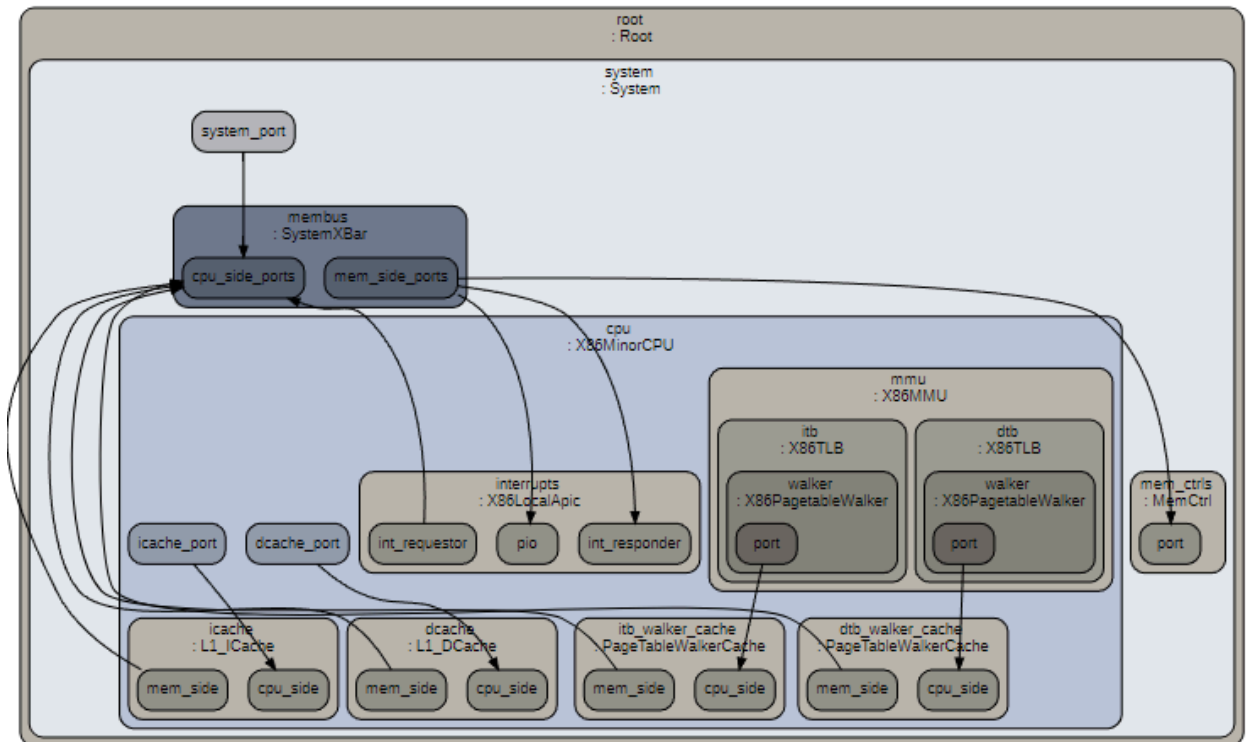 root
: Root
system
: System
system_port
membus
: SystemXBar
cpu_side_ports
mem_side_ports
cpu
: X86MinorCPU
mmu
: X86MMU
itb
: X86TLB
dtb
: X86TLB
interrupts
: X86LocalApic
walker
: X86PagetableWalker
walker
: X86PagetableWalker
mem_ctrls
: MemCtrl
icache_port
dcache_port
int_requestor
pio
int_responder
port
port
port
icache
: L1_ICache
dcache
: L1_DCache
itb_walker_cache
: PageTableWalkerCache
dtb_walker_cache
: PageTableWalkerCache
mem_side
cpu_side
mem_side
cpu_side
mem_side
cpu_side
mem_side
cpu_side